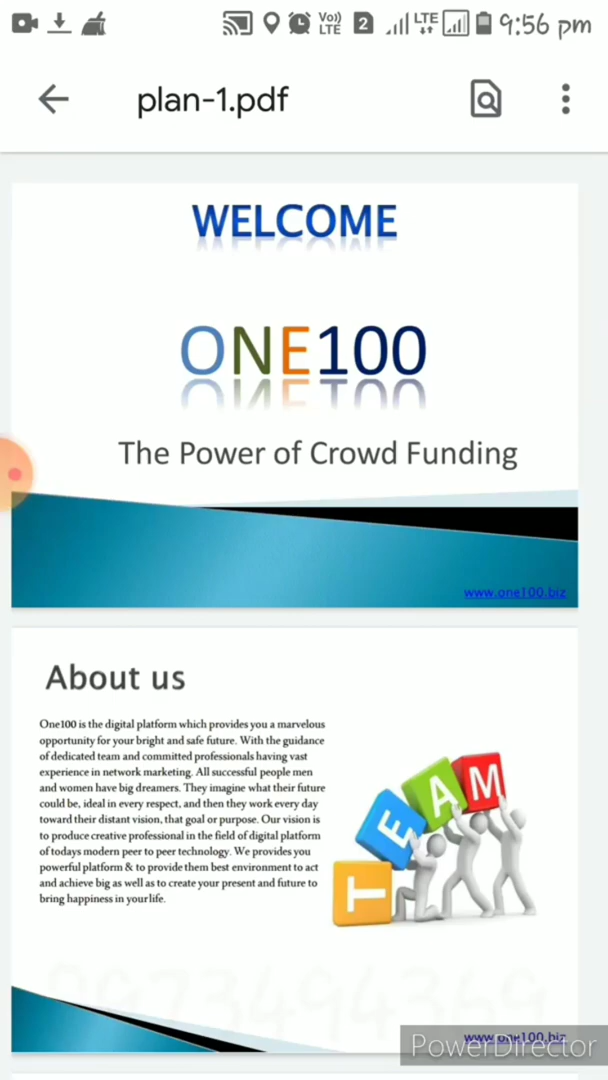 Vo))
LTE
2
LTE
9:56 pm
plan-1.pdf
WELCOME
ONE100
The Power of Crowd Funding
www.one100.biz
About us
One100 is the digital platform which provides you a marvelous
opportunity for your bright and safe future. With the guidance
of dedicated team and committed professionals having vast
experience in network marketing. All successful people men
and women have big dreamers. They imagine what their future
could be, ideal in every respect, and then they work every day
toward their distant vision, that goal or purpose. Our vision is
to produce creative professional in the field of digital platform
of todays modern peer to peer technology. We provides you
powerful platform & to provide them best environment to act
and achieve big as well as to create your present and future to
bring happiness in your life.
TEAM
www.one100.biz
PowerDirector